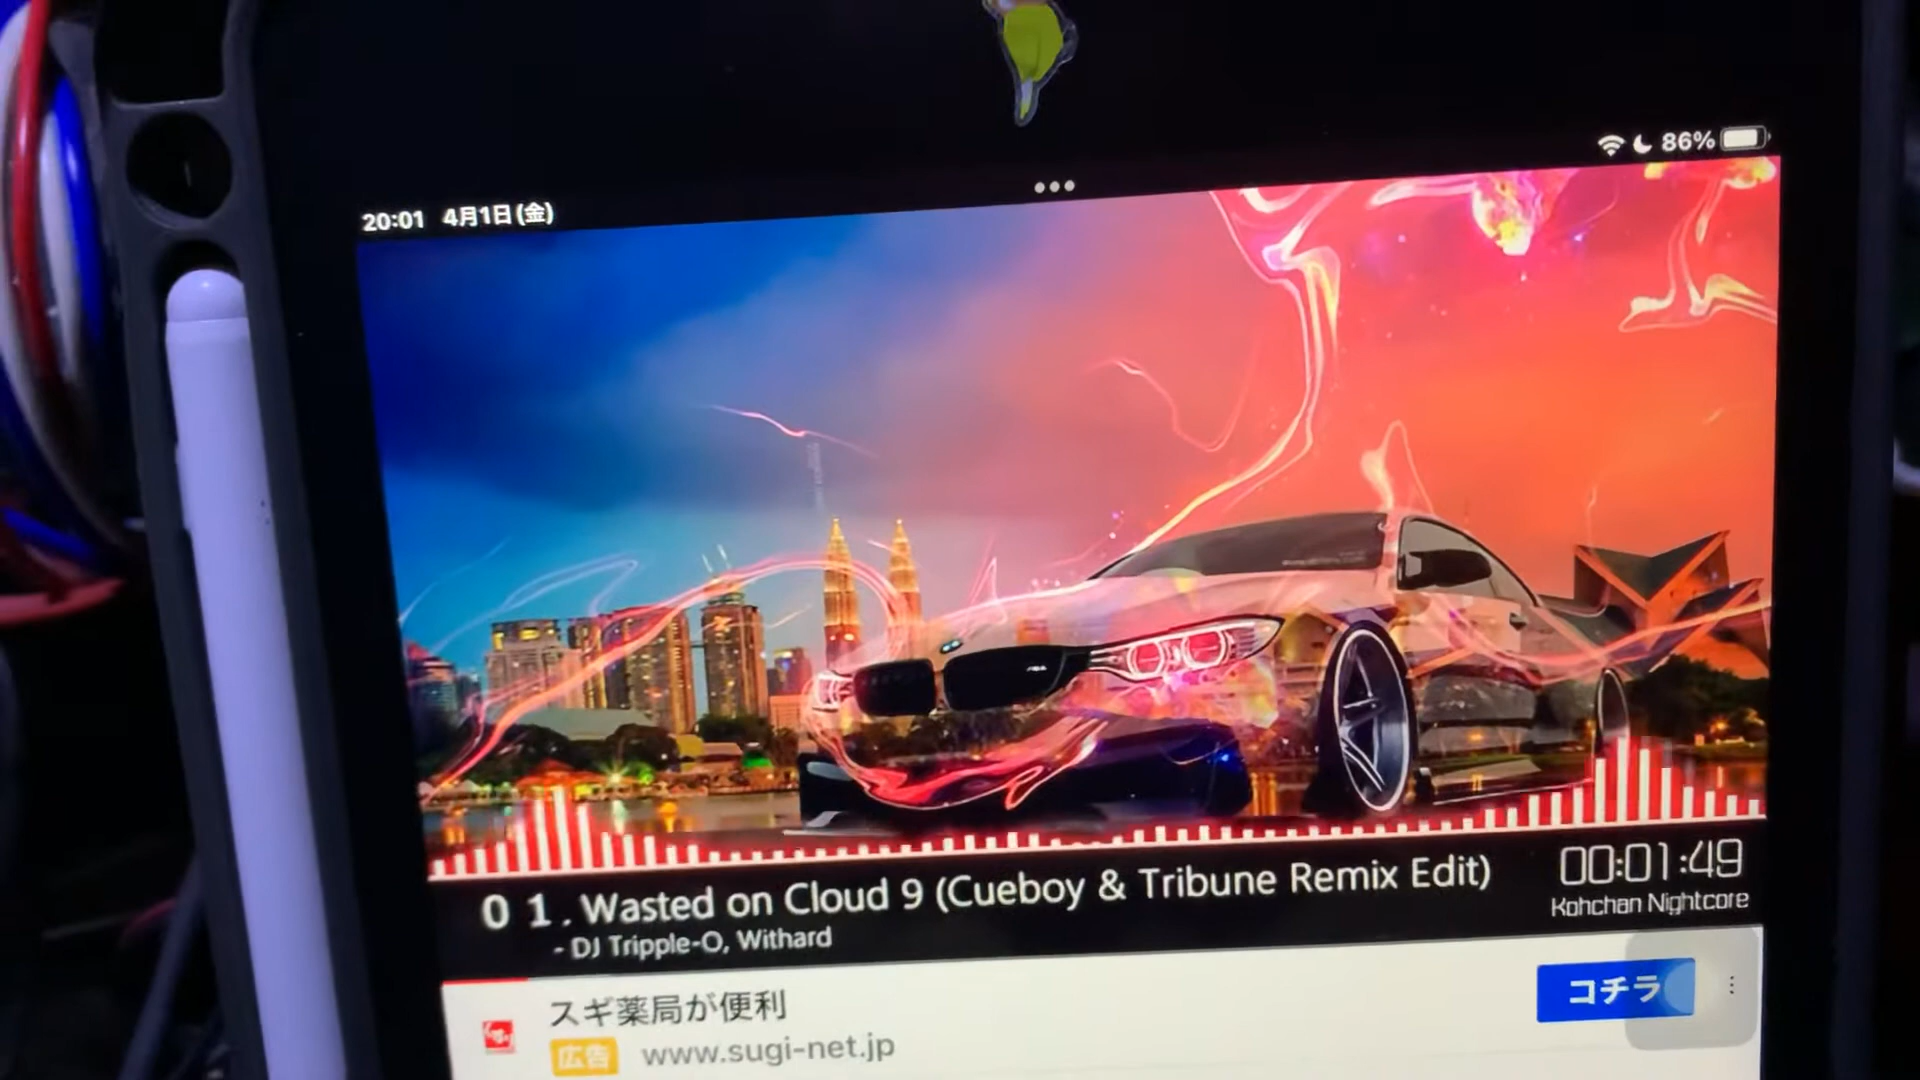 86%
20:01 4月1日(金)
01. Wasted on Cloud 9 (Cueboy & Tribune Remix Edit)
- DJ Tripple-O, Withard
00:01:49
Kohchan Nightcore
スギ薬局が便利
コチラ
広告 www.sugi-net.jp